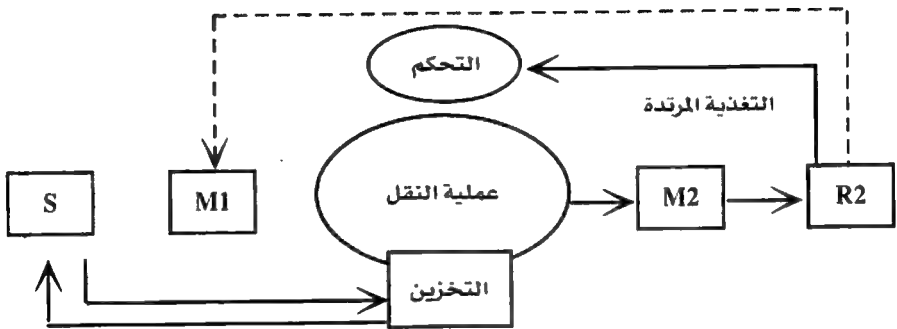 التحكم
التغذية المرتدة
S
M1
عملية النقل
M2
R2
التخزين